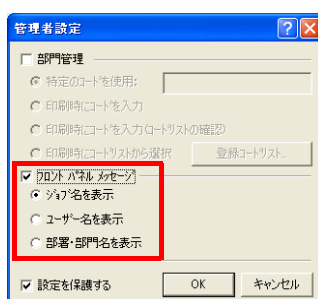 管理者設定
部門管理
特定のコードを使用:
印刷時にコードを入力
印刷時にコードを入力(コードリストの確認)
印刷時にコードリストから選択 登録コードリスト...
フロント パネル メッセージ
ジョブ名を表示
ユーザー名を表示
部署・部門名を表示
設定を保護する OK キャンセル